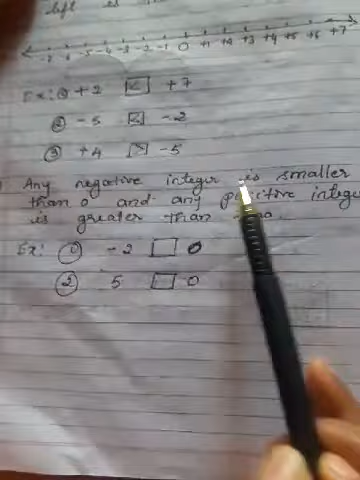 left is
-7 -6 -5 -4 -3 -2 -1 0 +1 +2 +3 +4 +5 +6 +7
Ex: ① +2 < +7
② -5 < -2
③ +4 > -5
Any negative integer is smaller
than 0 and any positive integer
is greater than
Ex: ① -2 □ 0
② 5 □ 0